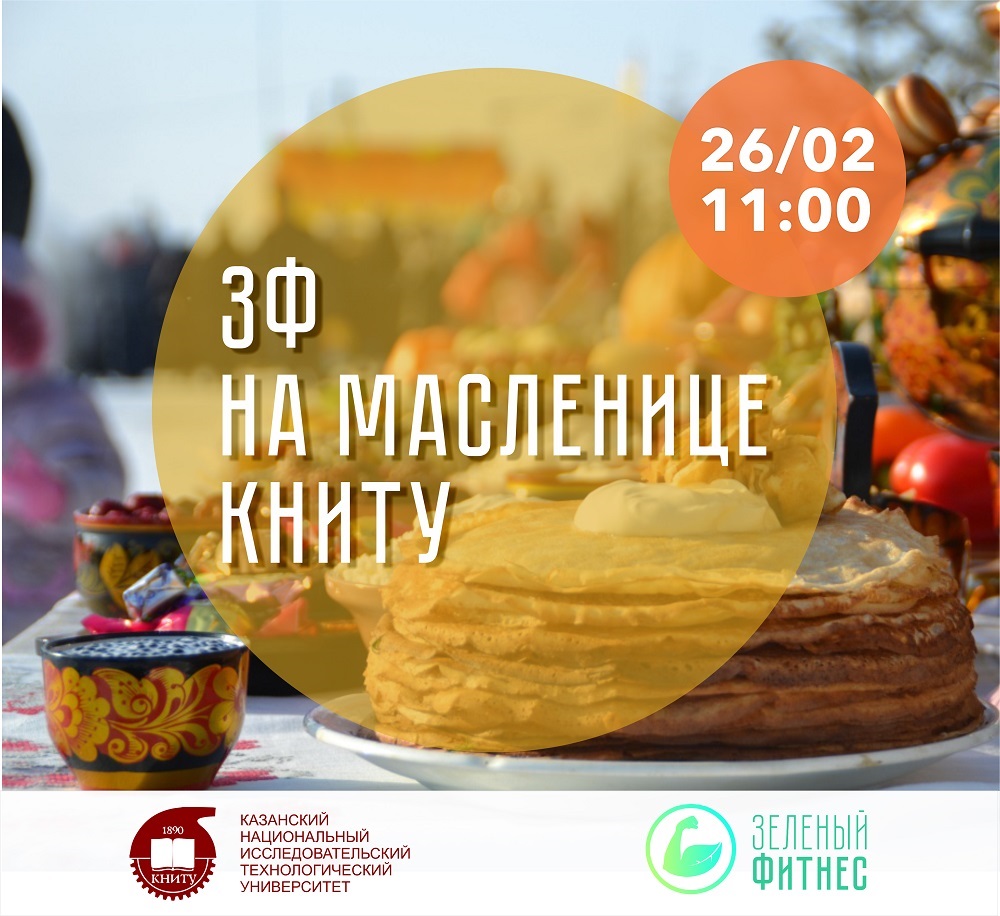 26/02
11:00
ЗФ
НА МАСЛЕНИЦЕ
КНИТУ
1890
КНИТУ
КАЗАНСКИЙ
НАЦИОНАЛЬНЫЙ
ИССЛЕДОВАТЕЛЬСКИЙ
ТЕХНОЛОГИЧЕСКИЙ
УНИВЕРСИТЕТ
ЗЕЛЕНЫЙ
ФИТНЕС